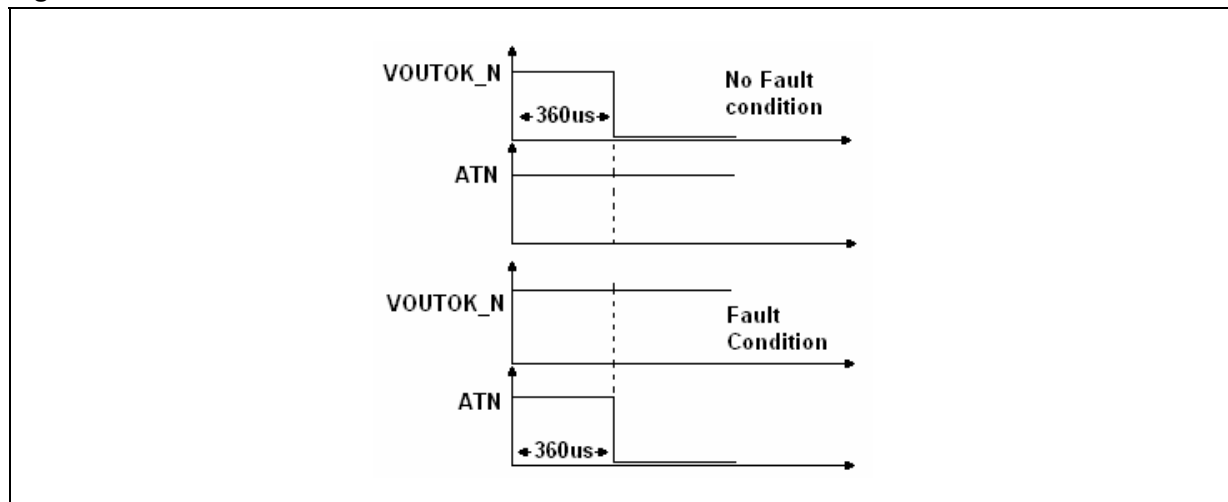 VOUTOK_N
No Fault
condition
360us
ATN
VOUTOK_N
Fault
Condition
ATN
360us